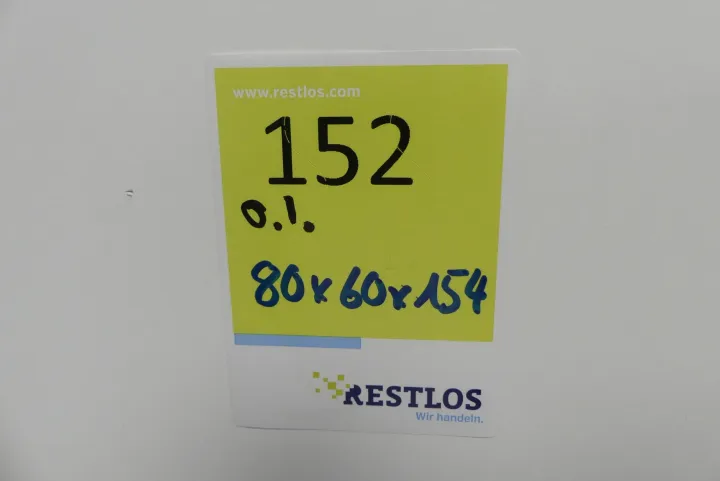 www.restlos.com
152
o.l.
80x60x154
RESTLOS
Wir handeln.